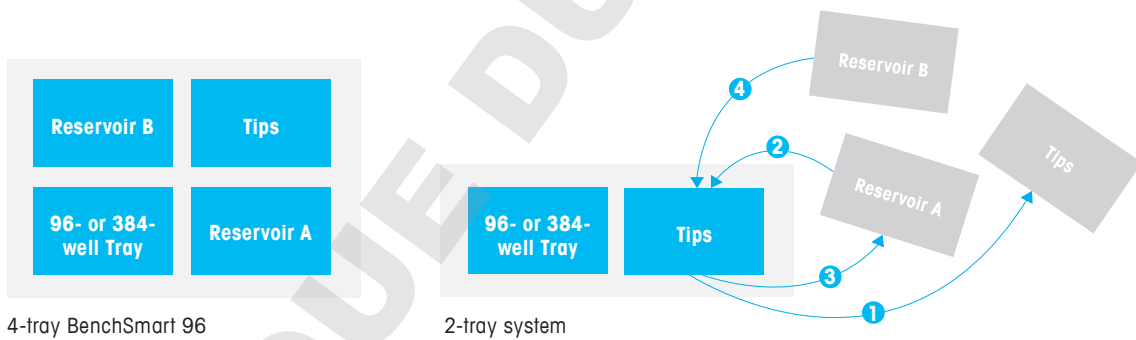 Reservoir B
Tips
96- or 384-
well Tray
Reservoir A
4-tray BenchSmart 96
96- or 384-
well Tray
Tips
Reservoir B
Reservoir A
Tips
4
2
3
1
2-tray system